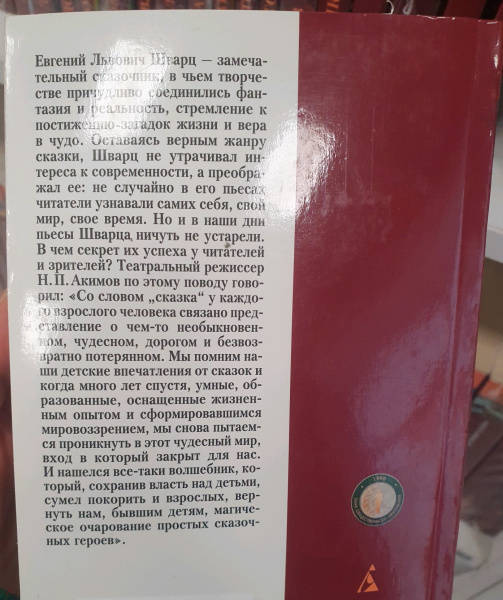 Евгений Львович Шварц — замеча-
тельный сказочник, в чьем творче-
стве причудливо соединились фан-
тазия и реальность, стремление к
постижению загадок жизни и вера
в чудо. Оставаясь верным жанру
сказки, Шварц не утрачивал ин-
тереса к современности, а преобра-
жал ее: не случайно в его пьесах
читатели узнавали самих себя, свой
мир, свое время. Но и в наши дни
пьесы Шварца ничуть не устарели.
В чем секрет их успеха у читателей
и зрителей? Театральный режиссер
Н. П. Акимов по этому поводу гово-
рил: «Со словом „сказка“ у каждо-
го взрослого человека связано пред-
ставление о чем-то необыкновен-
ном, чудесном, дорогом и безвоз-
вратно потерянном. Мы помним на-
ши детские впечатления от сказок и
когда много лет спустя, умные, об-
разованные, оснащенные жизнен-
ным опытом и сформировавшимся
мировоззрением, мы снова пытаем-
ся проникнуть в этот чудесный мир,
вход в который закрыт для нас.
И нашелся все-таки волшебник, ко-
торый, сохранив власть над детьми,
сумел покорить и взрослых, вер-
нуть нам, бывшим детям, магиче-
ское очарование простых сказоч-
ных героев».